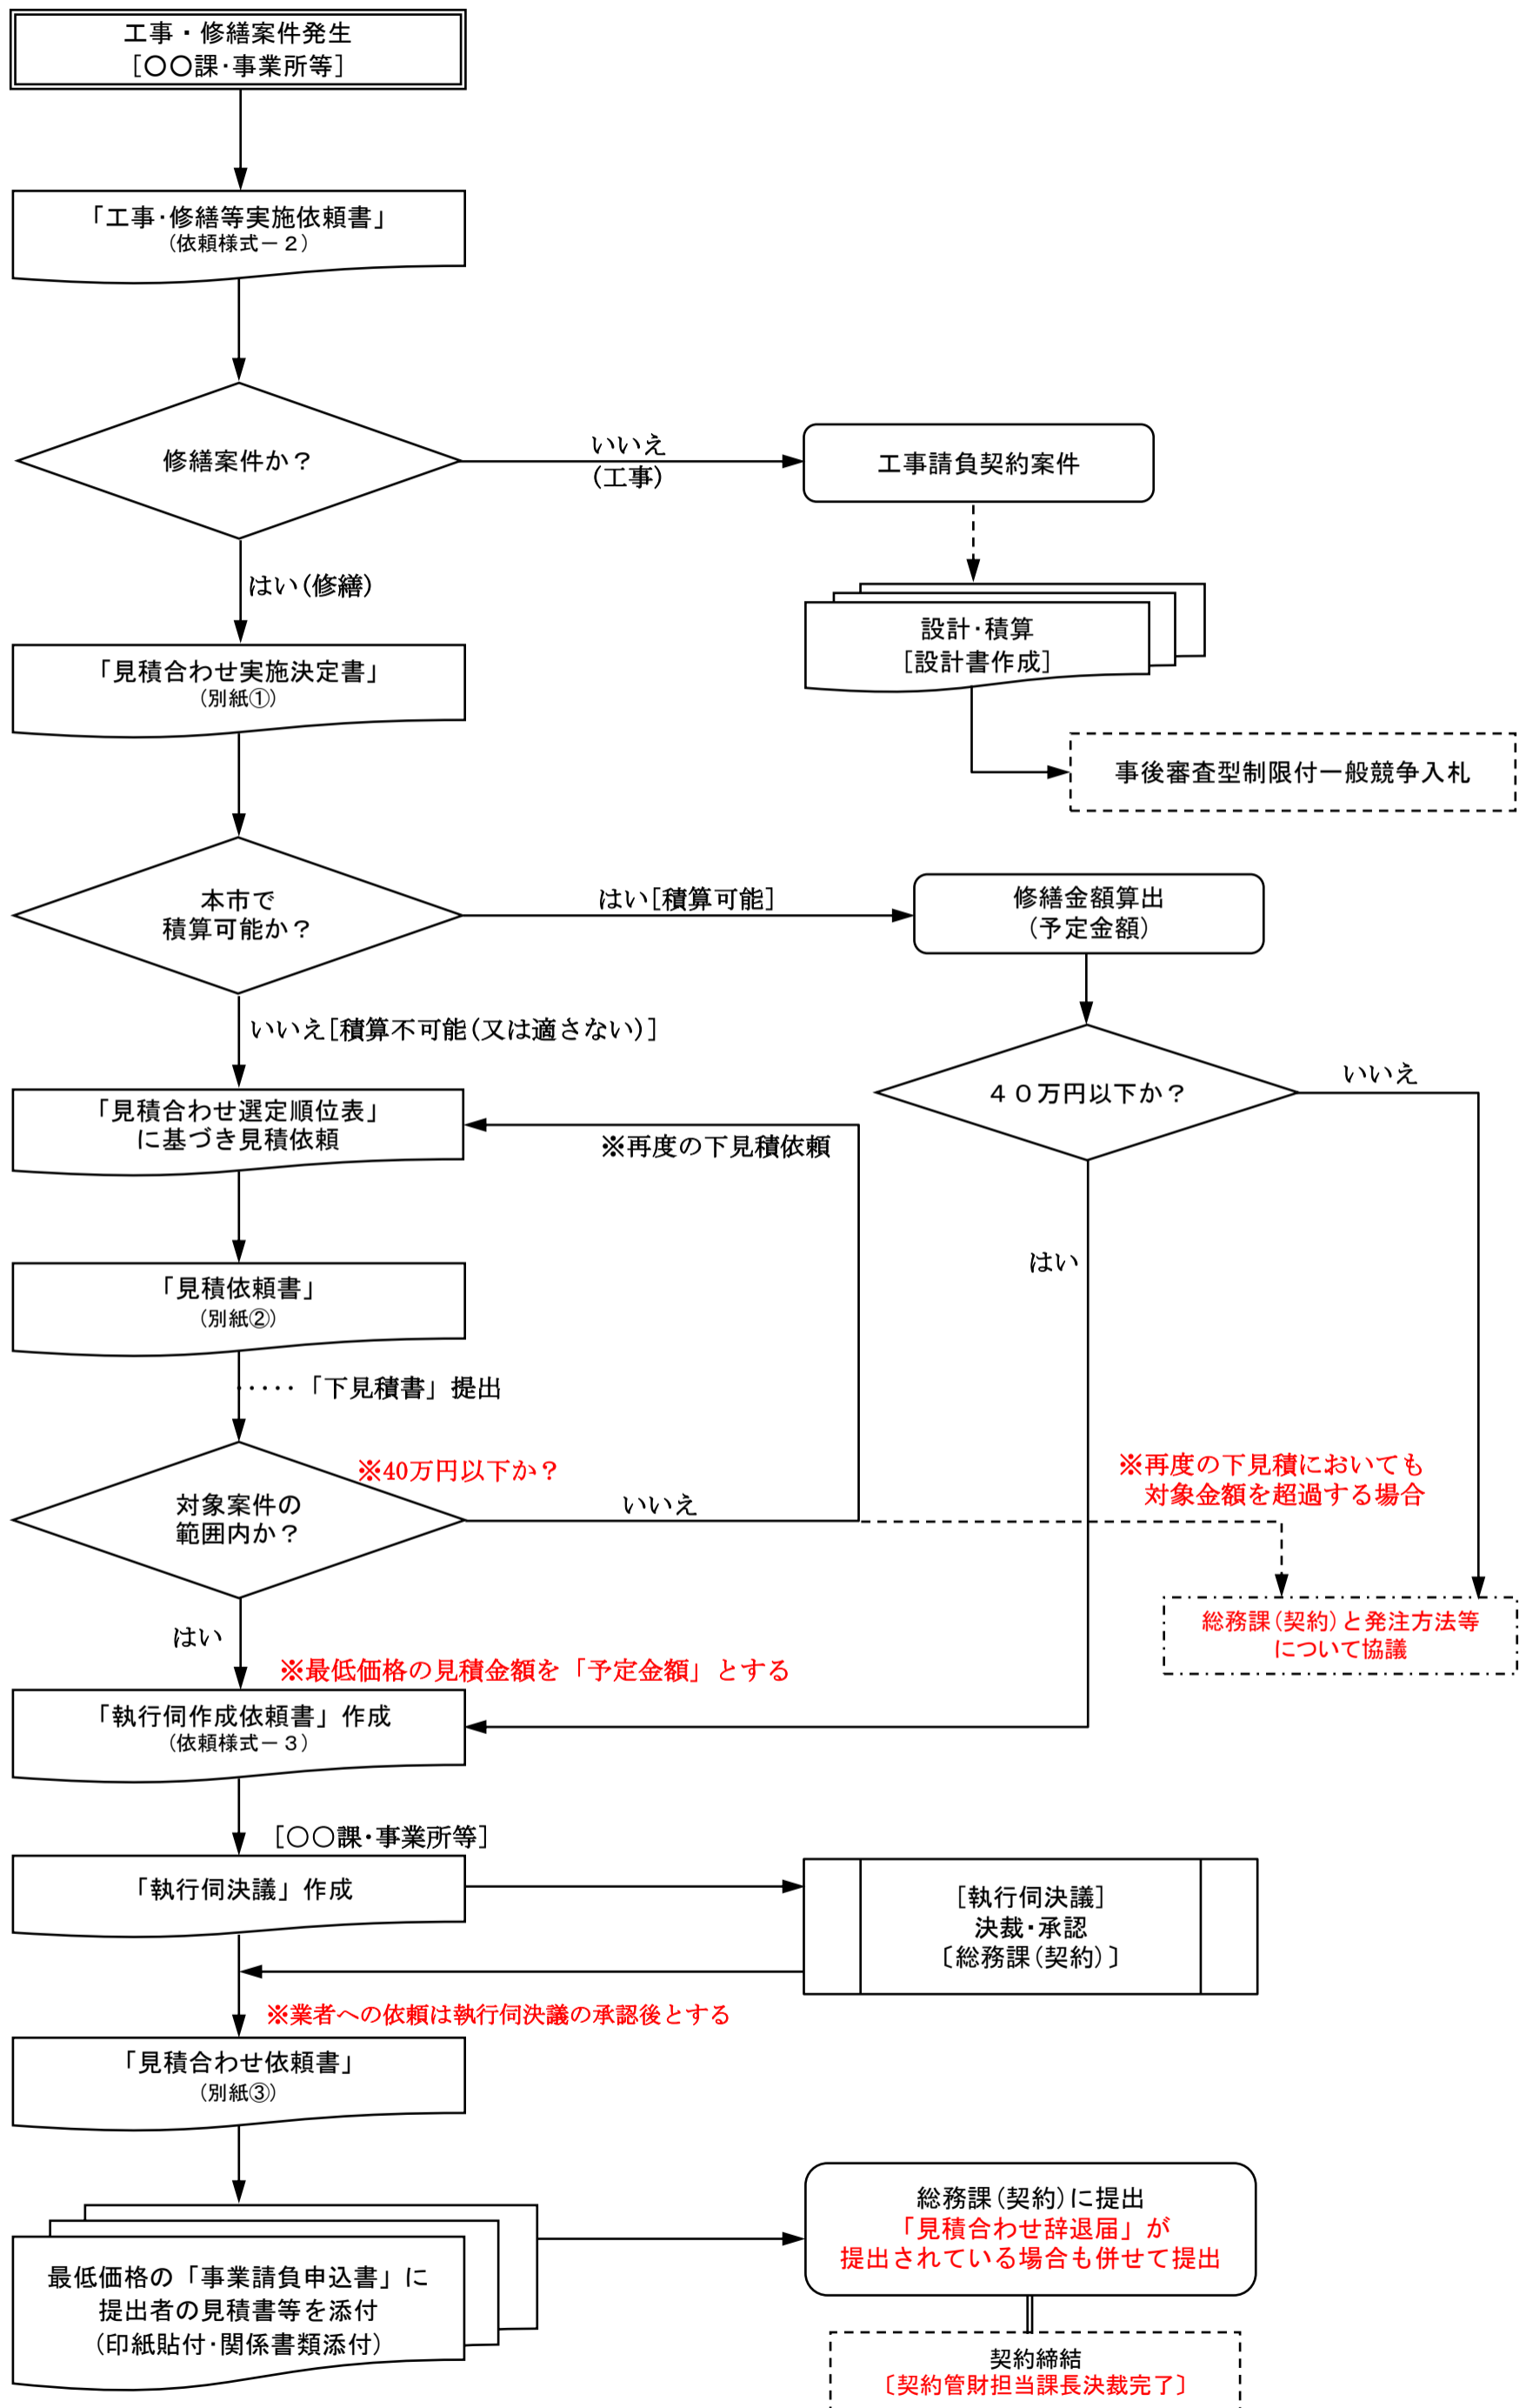 工事・修繕案件発生
[〇〇課・事業所等]
「工事・修繕等実施依頼書」
(依頼様式－２)
修繕案件か？
いいえ
(工事)
工事請負契約案件
はい(修繕)
設計・積算
[設計書作成]
「見積合わせ実施決定書」
(別紙①)
事後審査型制限付一般競争入札
本市で
積算可能か？
はい[積算可能]
修繕金額算出
(予定金額)
いいえ[積算不可能(又は適さない)]
４０万円以下か？
いいえ
「見積合わせ選定順位表」
に基づき見積依頼
※再度の下見積依頼
はい
「見積依頼書」
(別紙②)
・・・・・「下見積書」提出
※40万円以下か？
対象案件の
範囲内か？
いいえ
※再度の下見積においても
対象金額を超過する場合
はい
総務課(契約)と発注方法等
について協議
※最低価格の見積金額を「予定金額」とする
「執行伺作成依頼書」作成
(依頼様式－３)
[〇〇課・事業所等]
「執行伺決議」作成
[執行伺決議]
決裁・承認
〔総務課(契約)〕
※業者への依頼は執行伺決議の承認後とする
「見積合わせ依頼書」
(別紙③)
最低価格の「事業請負申込書」に
提出者の見積書等を添付
(印紙貼付・関係書類添付)
総務課(契約)に提出
「見積合わせ辞退届」が
提出されている場合も併せて提出
契約締結
〔契約管財担当課長決裁完了〕